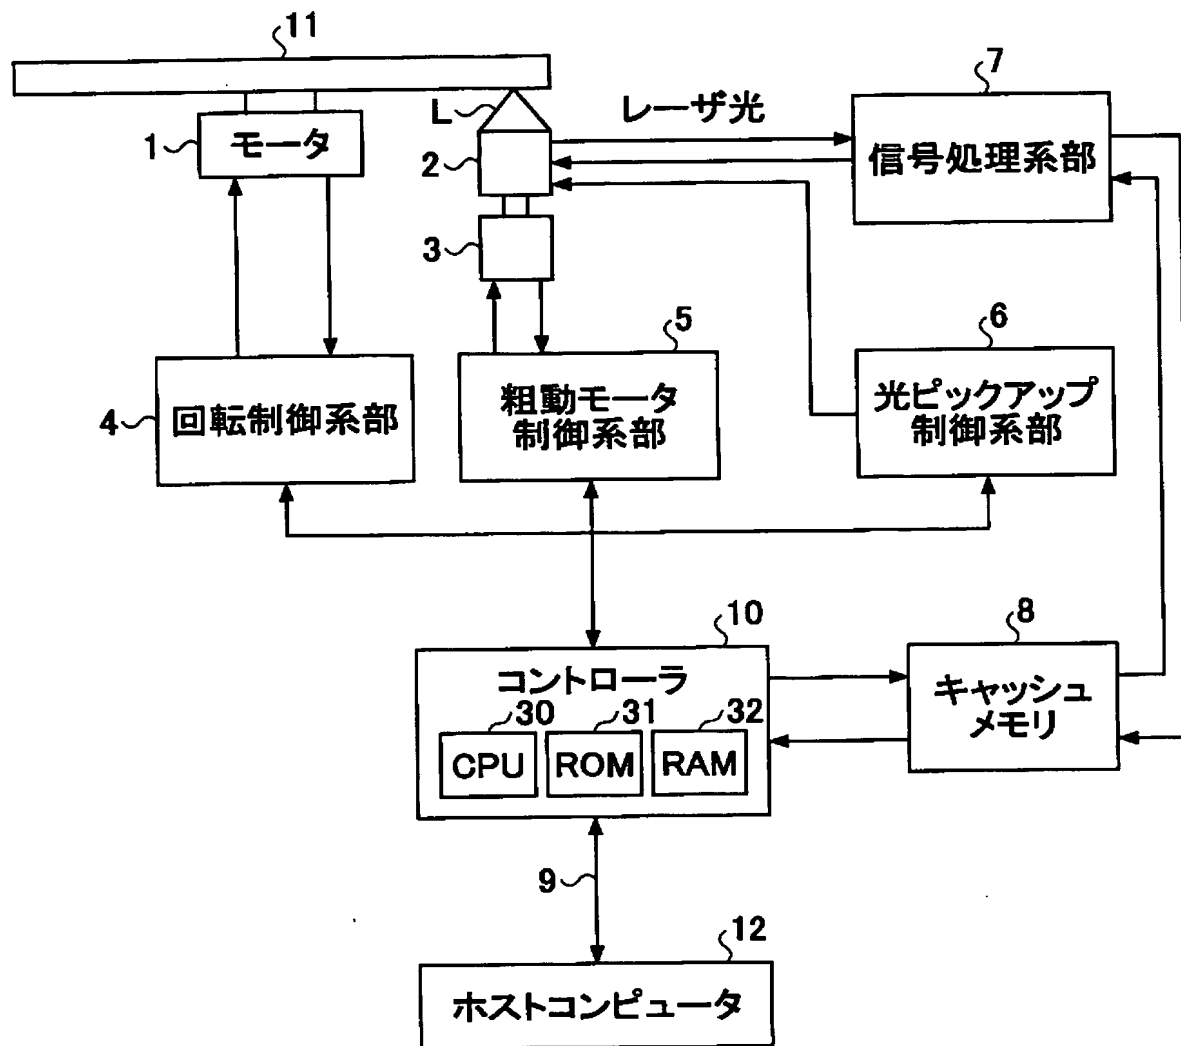 11
L
レーザ光
7
1
モータ
2
信号処理系部
3
5
6
4
回転制御系部
粗動モータ
制御系部
光ピックアップ
制御系部
10
8
コントローラ
キャッシュ
メモリ
30
31
32
CPU
ROM
RAM
9
12
ホストコンピュータ